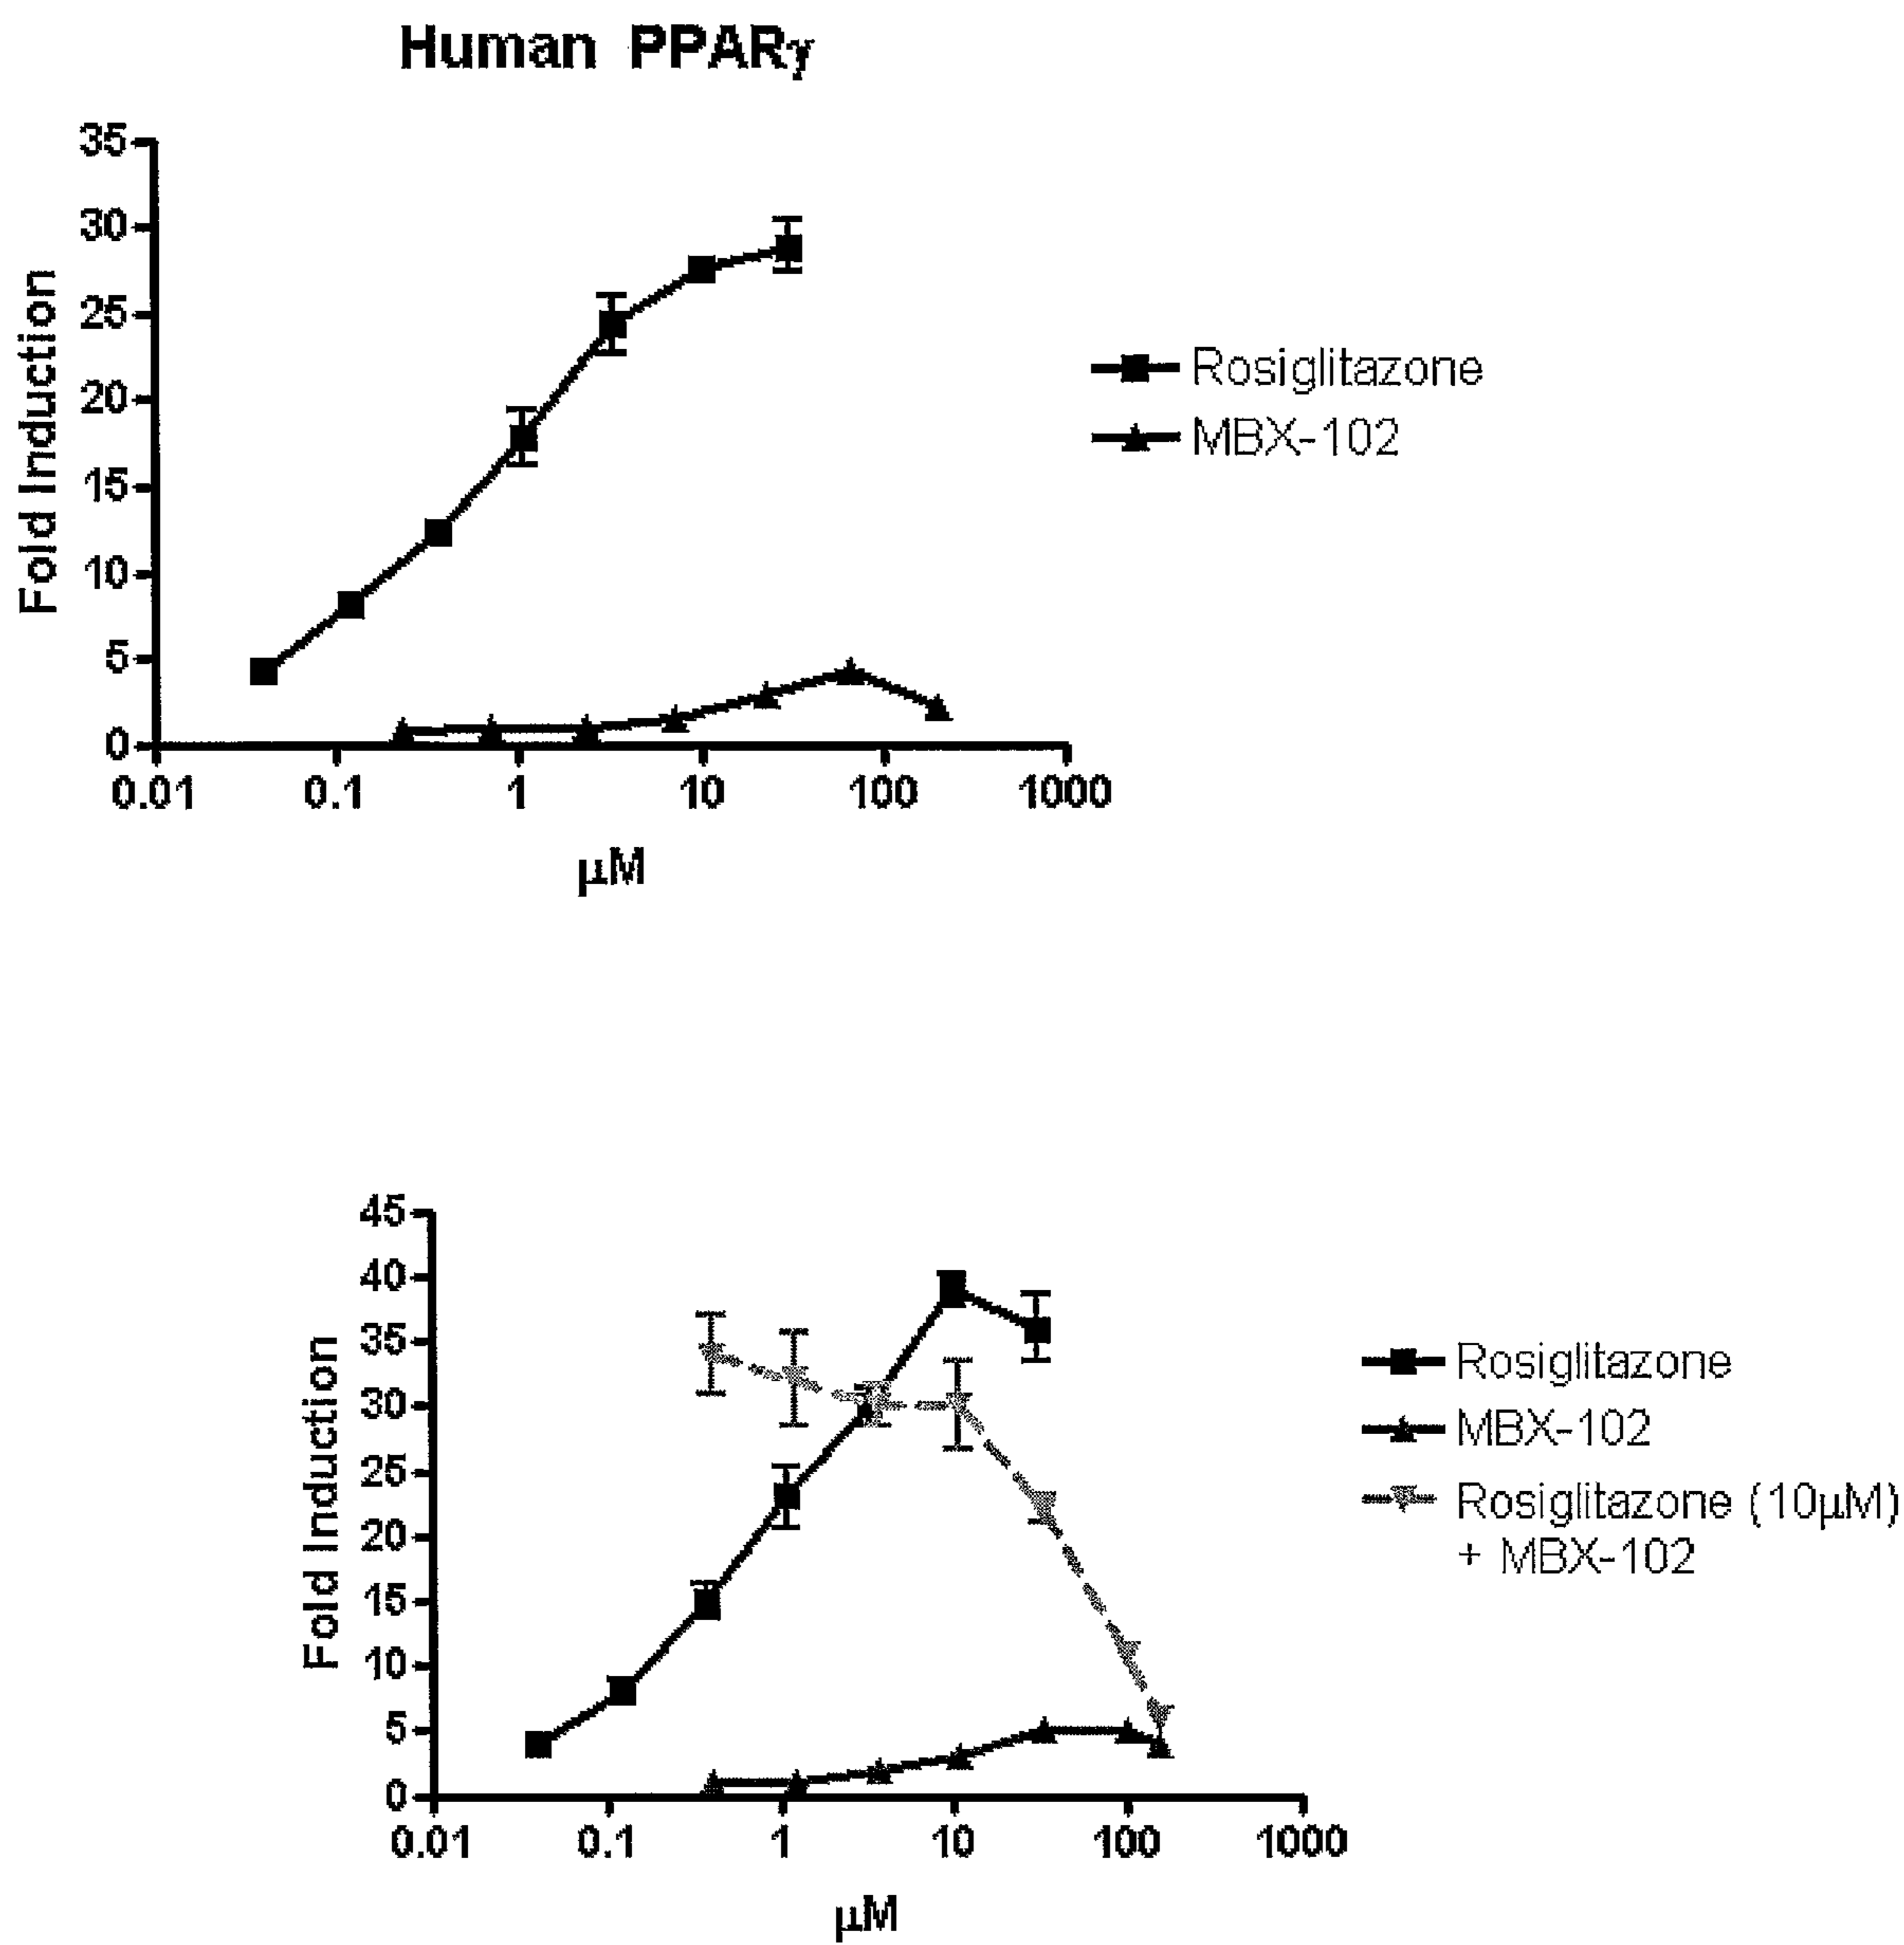 Human PPARγ
35
30
25
20
15
10
5
0
Fold Induction
0.01 0.1 1 10 100 1000
µM
Rosiglitazone
MBX-102
45
40
35
30
25
20
15
10
5
0
Fold Induction
0.01 0.1 1 10 100 1000
µM
Rosiglitazone
MBX-102
Rosiglitazone (10µM)
+ MBX-102